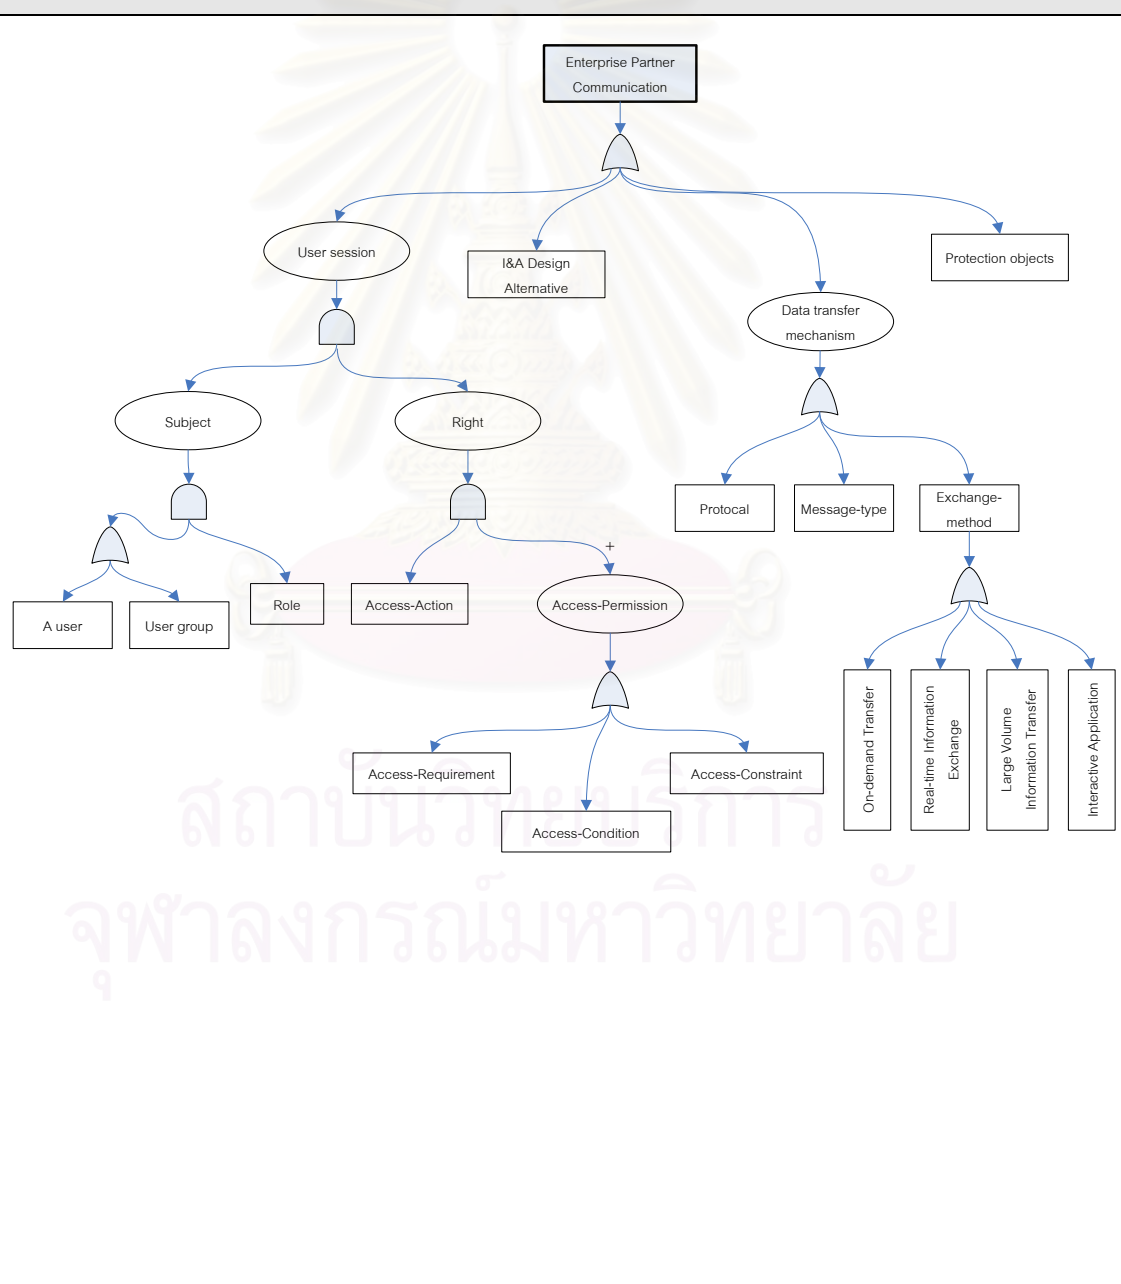 Enterprise Partner
Communication
User session
I&A Design
Alternative
Protection objects
Data transfer
mechanism
Subject
Right
Protocal
Message-type
Exchange-
method
+
A user
User group
Role
Access-Action
Access-Permission
Access-Requirement
Access-Condition
Access-Constraint
On-demand Transfer
Real-time Information
Exchange
Large Volume
Information Transfer
Interactive Application
สถาบันวิทยบริการ
จุฬาลงกรณ์มหาวิทยาลัย